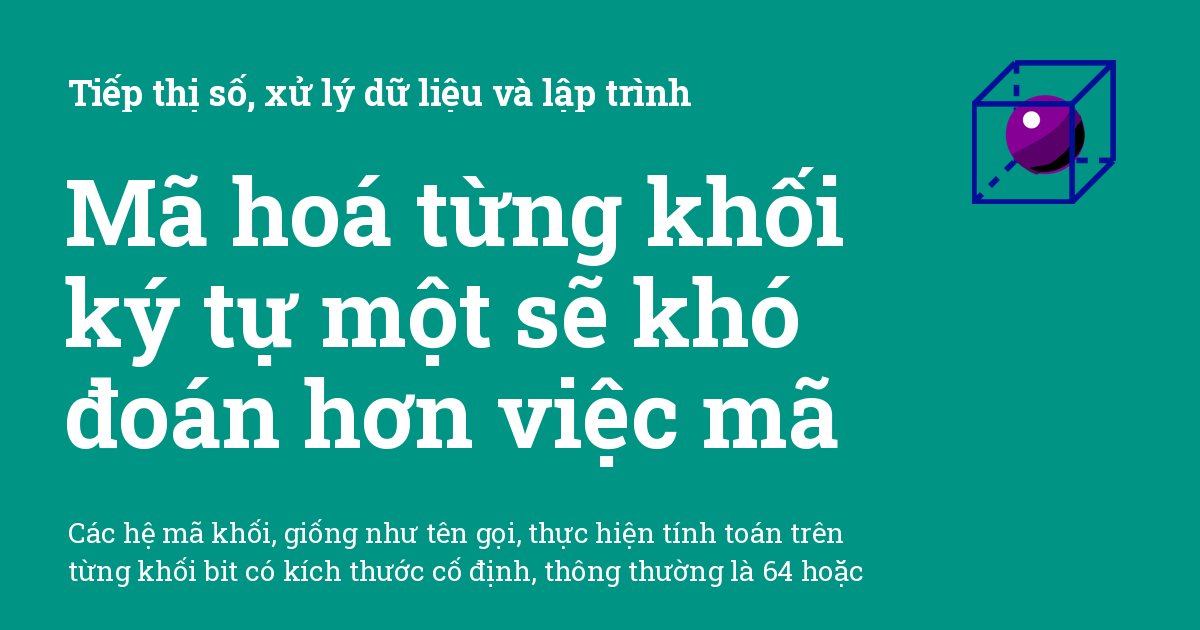 Tiếp thị số, xử lý dữ liệu và lập trình
Mã hoá từng khối
ký tự một sẽ khó
đoán hơn việc mã
Các hệ mã khối, giống như tên gọi, thực hiện tính toán trên
từng khối bit có kích thước cố định, thông thường là 64 hoặc